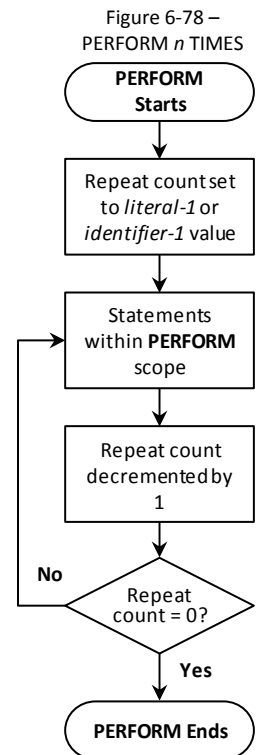 Figure 6-78 –
PERFORM n TIMES
PERFORM
Starts
Repeat count set
to literal-1 or
identifier-1 value
Statements
within PERFORM
scope
Repeat count
decremented by
1
No
Repeat
count = 0?
Yes
PERFORM Ends